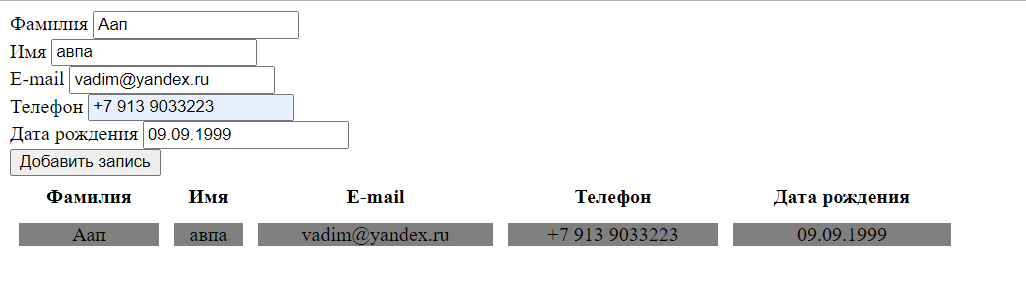 Фамилия Аап
Имя авпа
E-mail vadim@yandex.ru
Телефон +7 913 9033223
Дата рождения 09.09.1999
Добавить запись
Фамилия Имя E-mail Телефон Дата рождения
Аап авпа vadim@yandex.ru +7 913 9033223 09.09.1999